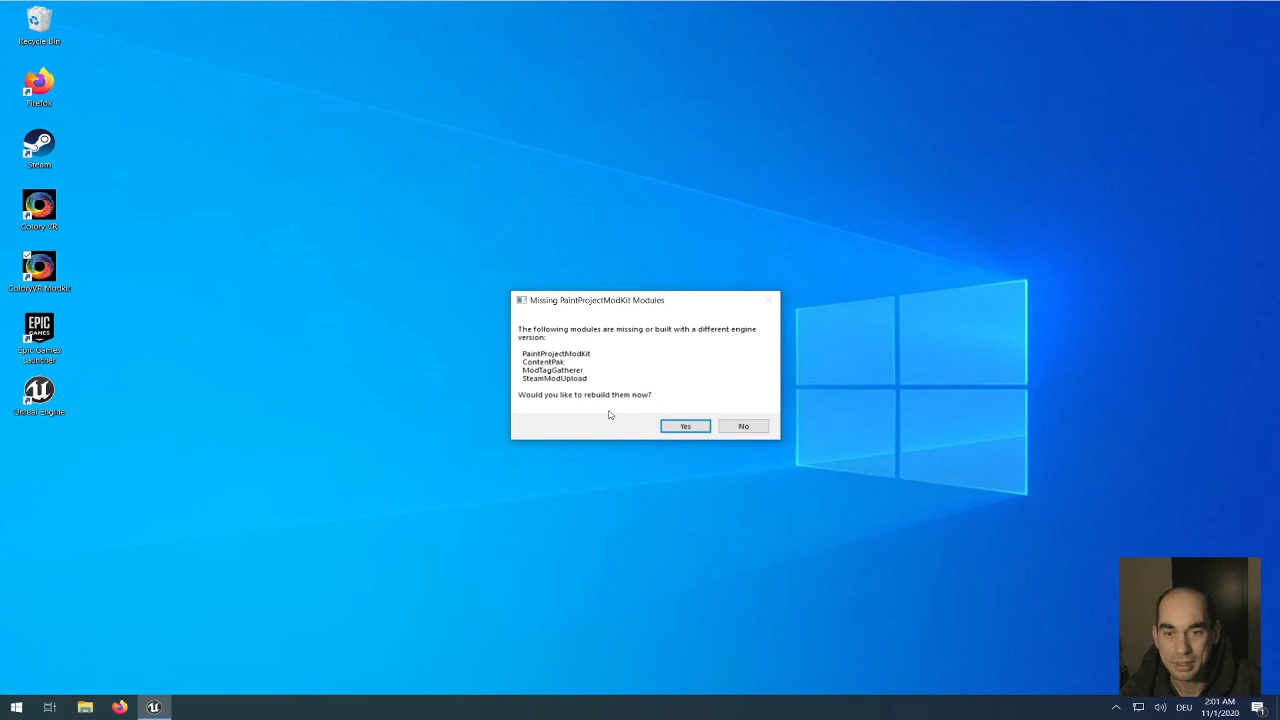 Recycle Bin
Firefox
Steam
Colory VR
ColoryVR Modkit
EPIC
GAMES
Epic Games
Launcher
Unreal Engine
Missing PaintProjectModKit Modules
The following modules are missing or built with a different engine
version:
PaintProjectModKit
ContentPak
ModTagGatherer
SteamModUpload
Would you like to rebuild them now?
Yes
No
DEU
2:01 AM
11/1/2020
1